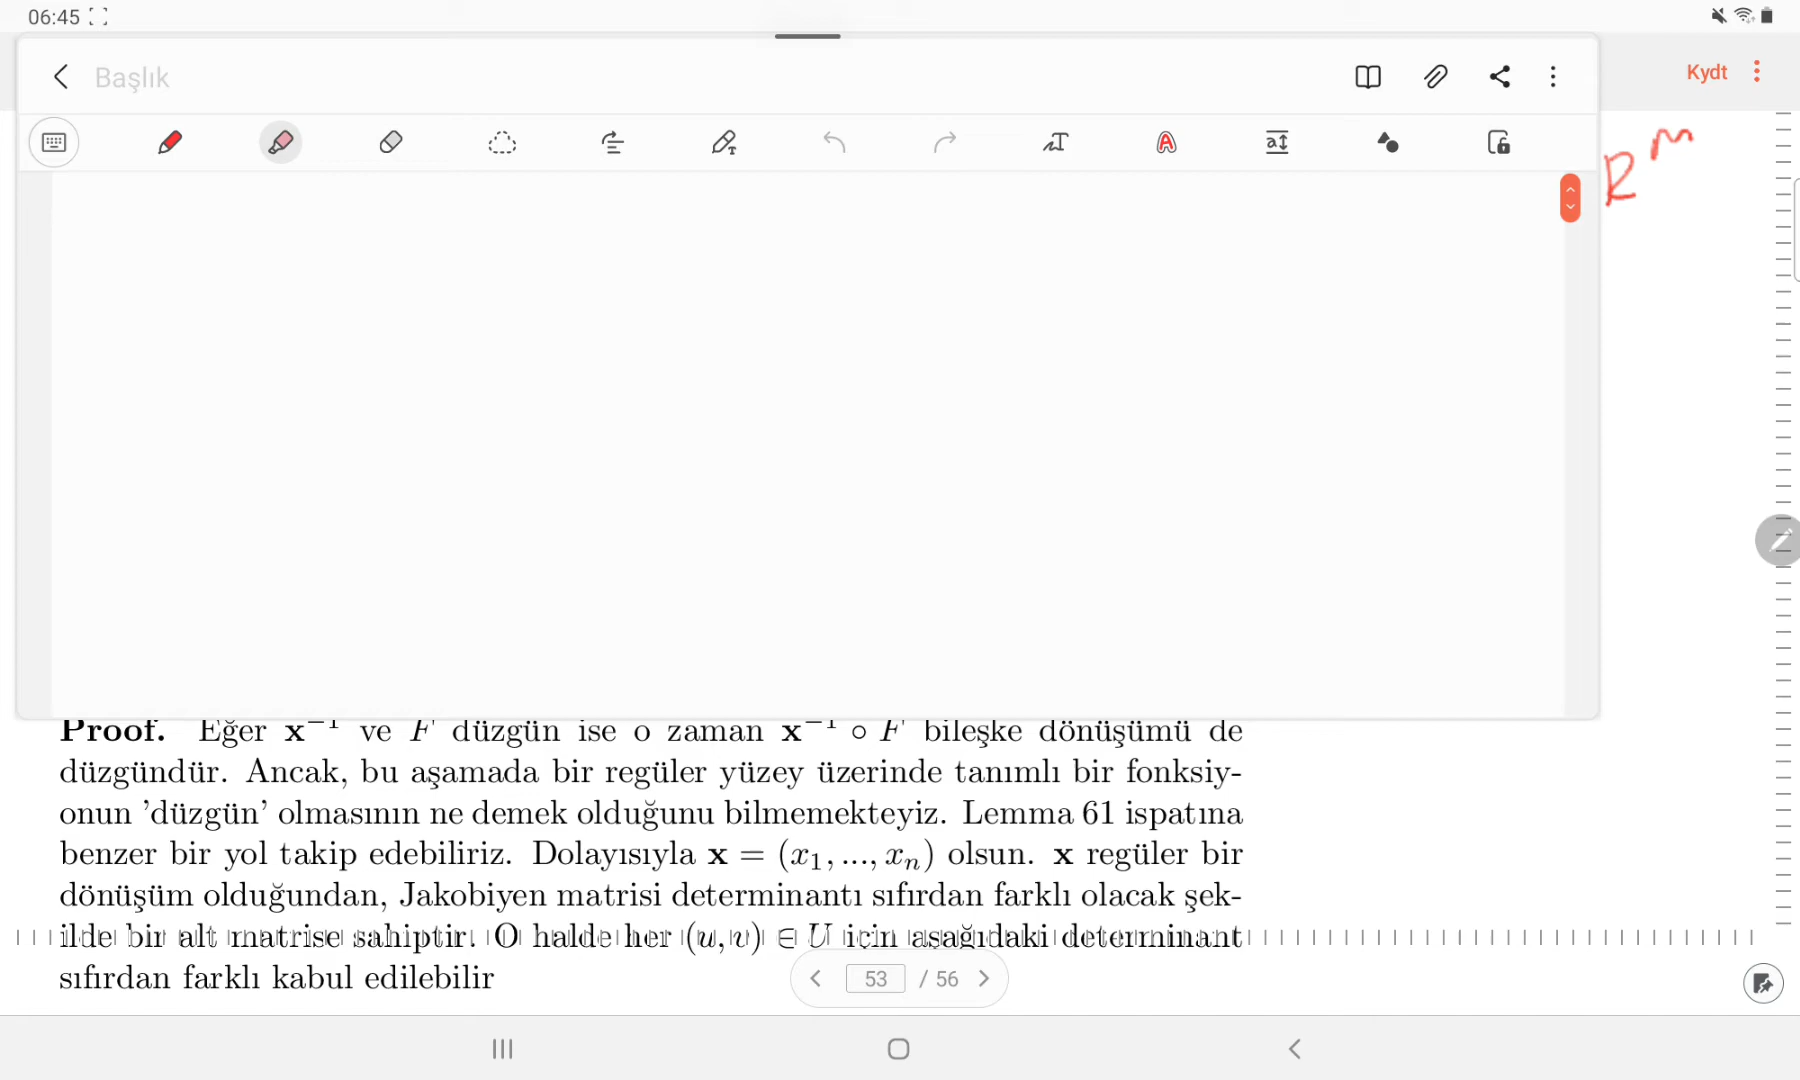 06:45
Başlık
Kydt
R^m
Proof. Eğer x⁻¹ ve F düzgün ise o zaman x⁻¹ ∘ F bileşke dönüşümü de
düzgündür. Ancak, bu aşamada bir regüler yüzey üzerinde tanımlı bir fonksiy-
onun 'düzgün' olmasının ne demek olduğunu bilmemekteyiz. Lemma 61 ispatına
benzer bir yol takip edebiliriz. Dolayısıyla x = (x₁, ..., xₙ) olsun. x regüler bir
dönüşüm olduğundan, Jakobiyen matrisi determinantı sıfırdan farklı olacak şek-
ilde bir alt matrise sahiptir. O halde her (u, v) ∈ U için aşağıdaki determinant
sıfırdan farklı kabul edilebilir
53 / 56